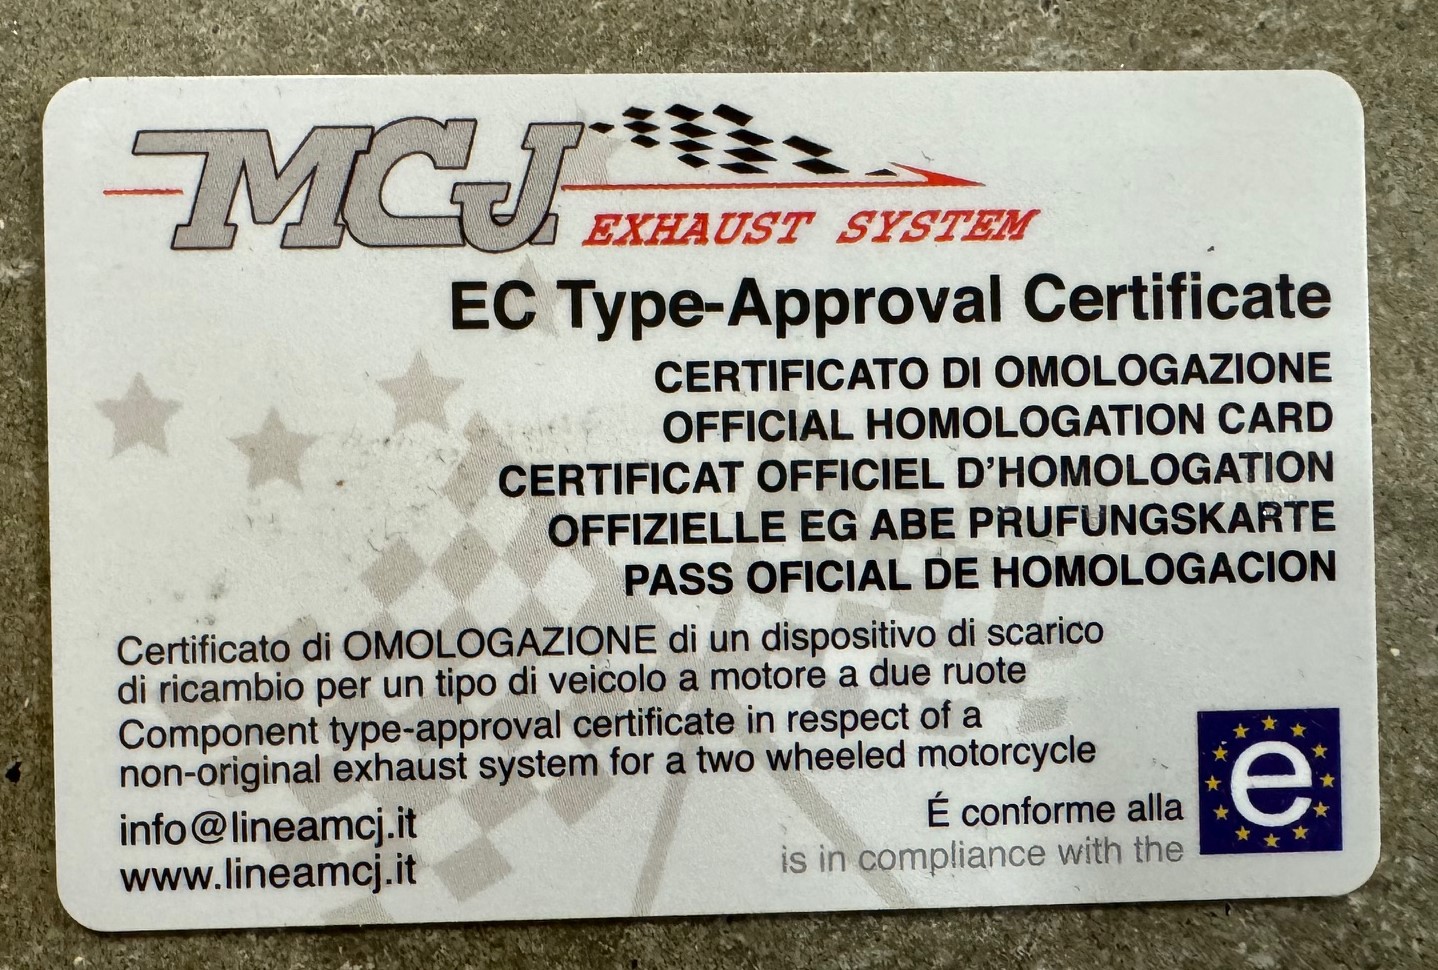 MCJ
EXHAUST SYSTEM
EC Type-Approval Certificate
CERTIFICATO DI OMOLOGAZIONE
OFFICIAL HOMOLOGATION CARD
CERTIFICAT OFFICIEL D'HOMOLOGATION
OFFIZIELLE EG ABE PRUFUNGSKARTE
PASS OFICIAL DE HOMOLOGACION
Certificato di OMOLOGAZIONE di un dispositivo di scarico
di ricambio per un tipo di veicolo a motore a due ruote
Component type-approval certificate in respect of a
non-original exhaust system for a two wheeled motorcycle
info@lineamcj.it
www.lineamcj.it
É conforme alla
is in compliance with the
e